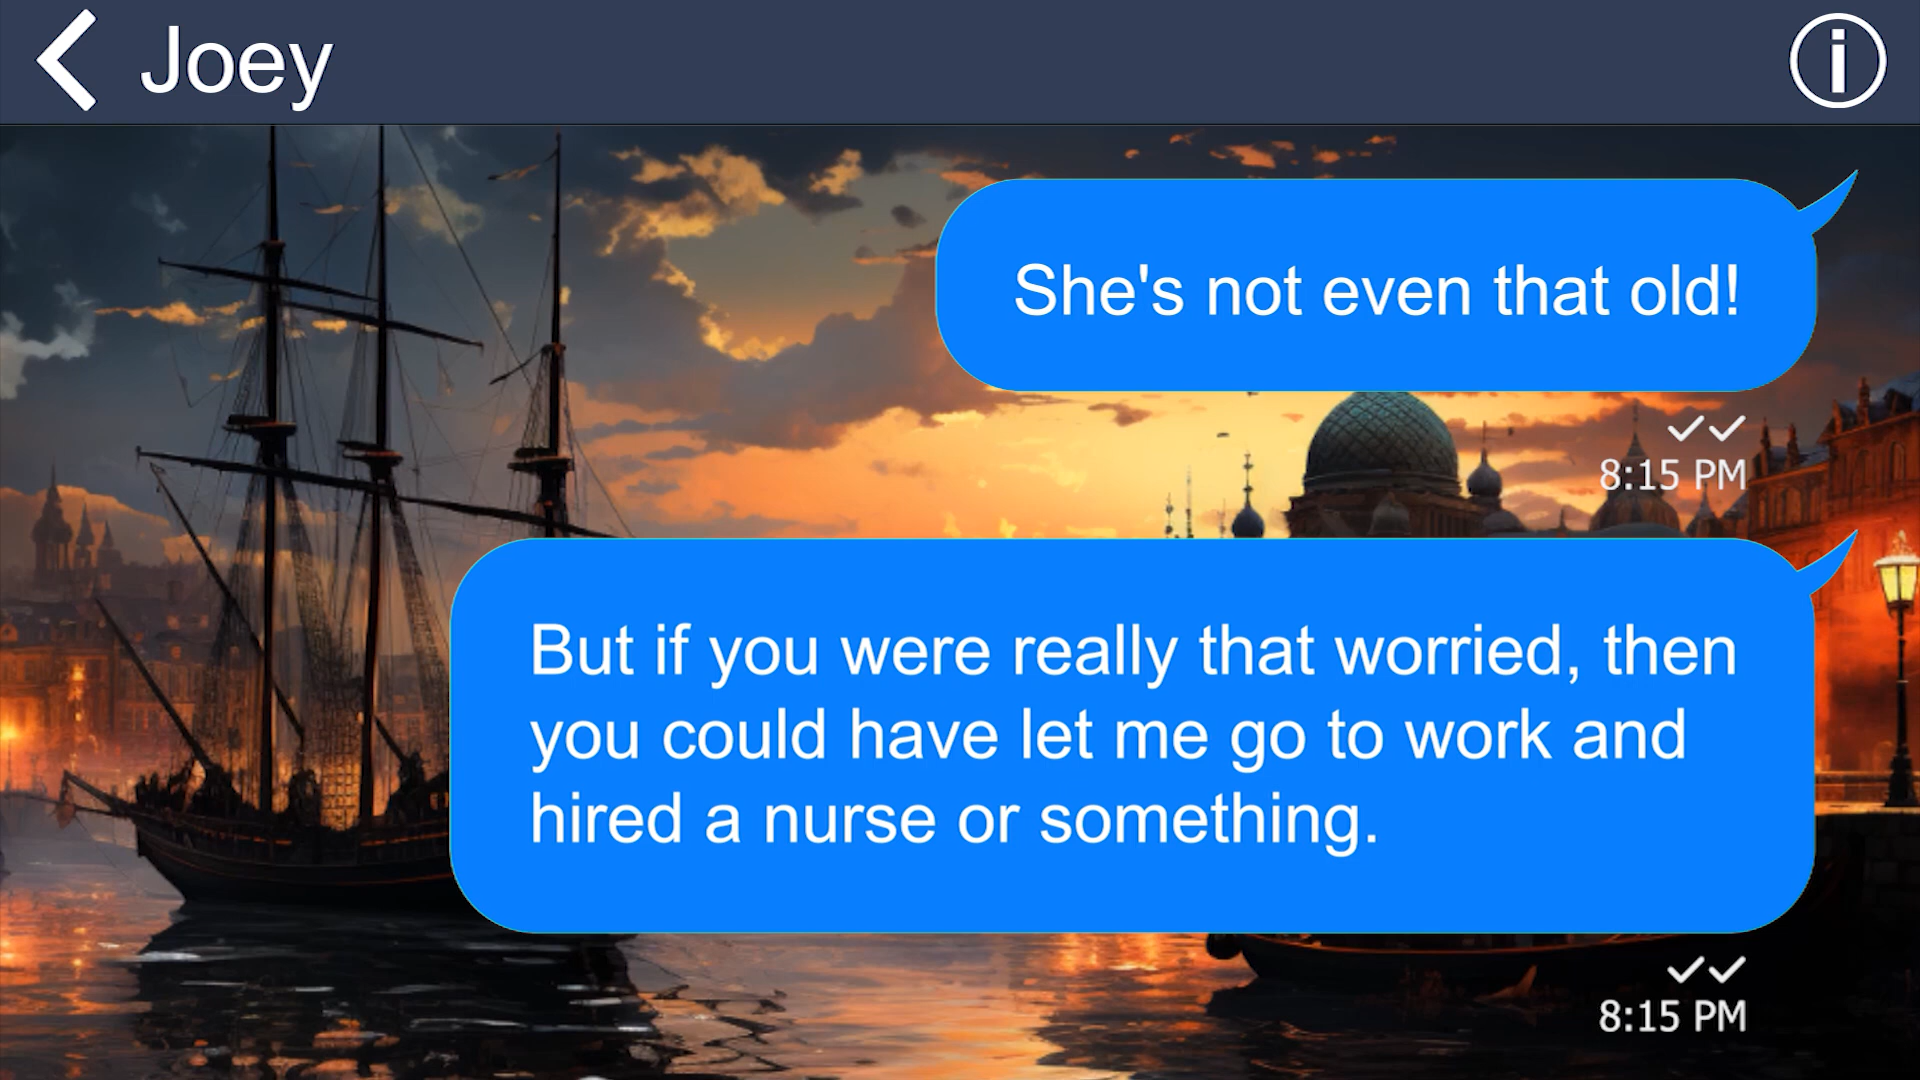 Joey
She's not even that old!
8:15 PM
But if you were really that worried, then
you could have let me go to work and
hired a nurse or something.
8:15 PM